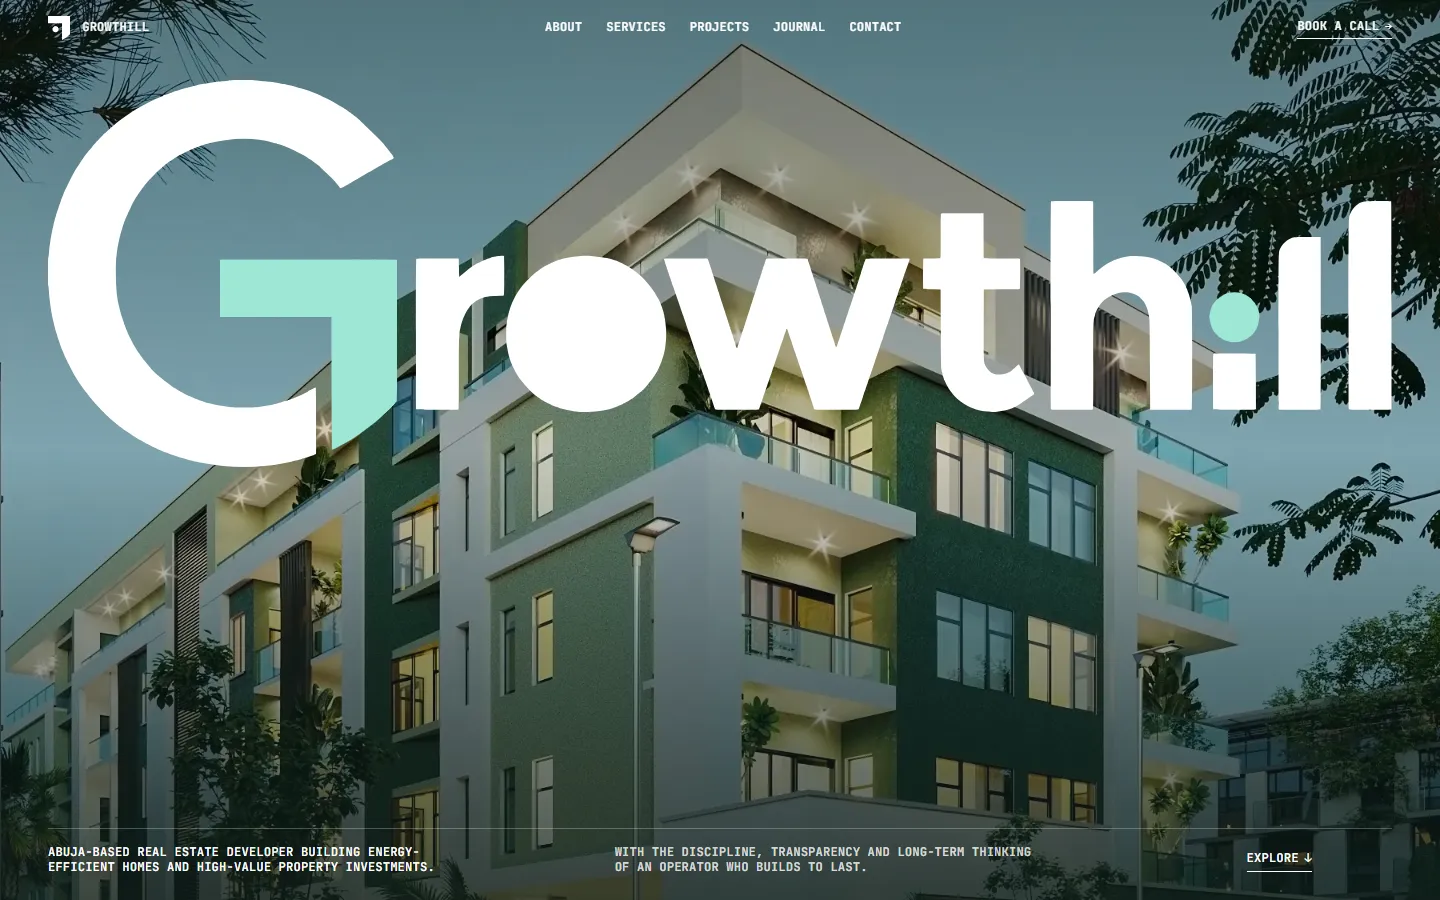 GROWTHILL
ABOUT
SERVICES
PROJECTS
JOURNAL
CONTACT
BOOK A CALL →
Growthill
ABUJA-BASED REAL ESTATE DEVELOPER BUILDING ENERGY-
EFFICIENT HOMES AND HIGH-VALUE PROPERTY INVESTMENTS.
WITH THE DISCIPLINE, TRANSPARENCY AND LONG-TERM THINKING
OF AN OPERATOR WHO BUILDS TO LAST.
EXPLORE ↓